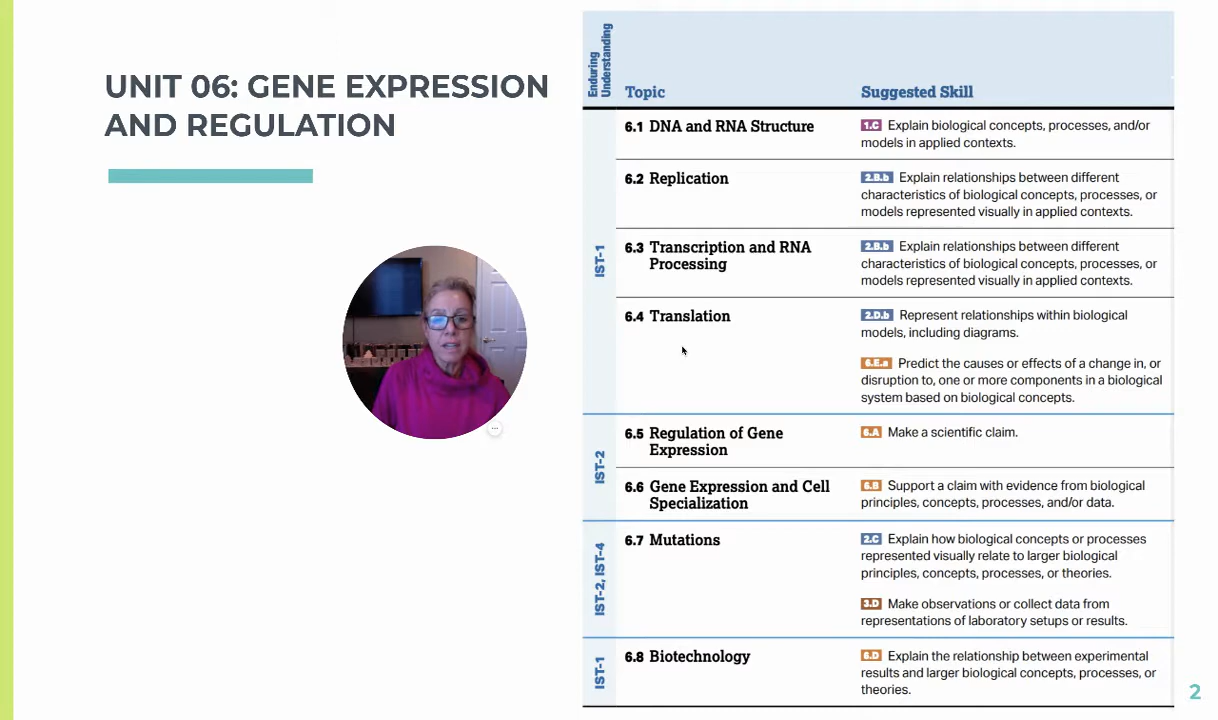 UNIT 06: GENE EXPRESSION
AND REGULATION
Enduring
Understanding
Topic
Suggested Skill
IST-1
6.1 DNA and RNA Structure
1.C Explain biological concepts, processes, and/or
models in applied contexts.
6.2 Replication
2.B.b Explain relationships between different
characteristics of biological concepts, processes, or
models represented visually in applied contexts.
6.3 Transcription and RNA
Processing
2.B.b Explain relationships between different
characteristics of biological concepts, processes, or
models represented visually in applied contexts.
6.4 Translation
2.D.b Represent relationships within biological
models, including diagrams.
6.E.a Predict the causes or effects of a change in, or
disruption to, one or more components in a biological
system based on biological concepts.
IST-2
6.5 Regulation of Gene
Expression
6.A Make a scientific claim.
6.6 Gene Expression and Cell
Specialization
6.B Support a claim with evidence from biological
principles, concepts, processes, and/or data.
IST-2, IST-4
6.7 Mutations
2.C Explain how biological concepts or processes
represented visually relate to larger biological
principles, concepts, processes, or theories.
3.D Make observations or collect data from
representations of laboratory setups or results.
IST-1
6.8 Biotechnology
6.D Explain the relationship between experimental
results and larger biological concepts, processes, or
theories.
2